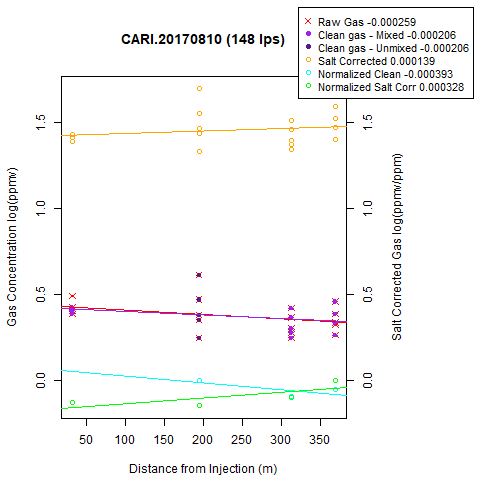 CARI.20170810 (148 lps)
Raw Gas -0.000259
Clean gas - Mixed -0.000206
Clean gas - Unmixed -0.000206
Salt Corrected 0.000139
Normalized Clean -0.000393
Normalized Salt Corr 0.000328
Gas Concentration log(ppmv)
0.0
0.5
1.0
1.5
0.0
0.5
1.0
1.5
Salt Corrected Gas log(ppmv/ppm)
50 100 150 200 250 300 350
Distance from Injection (m)